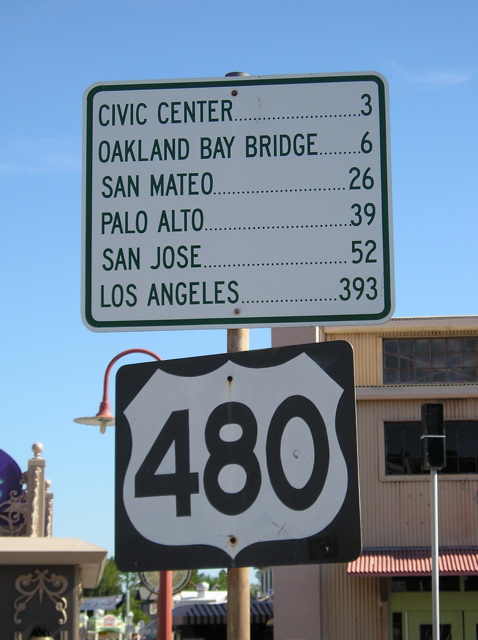 CIVIC CENTER....................3
OAKLAND BAY BRIDGE......6
SAN MATEO......................26
PALO ALTO........................39
SAN JOSE.........................52
LOS ANGELES................393
480